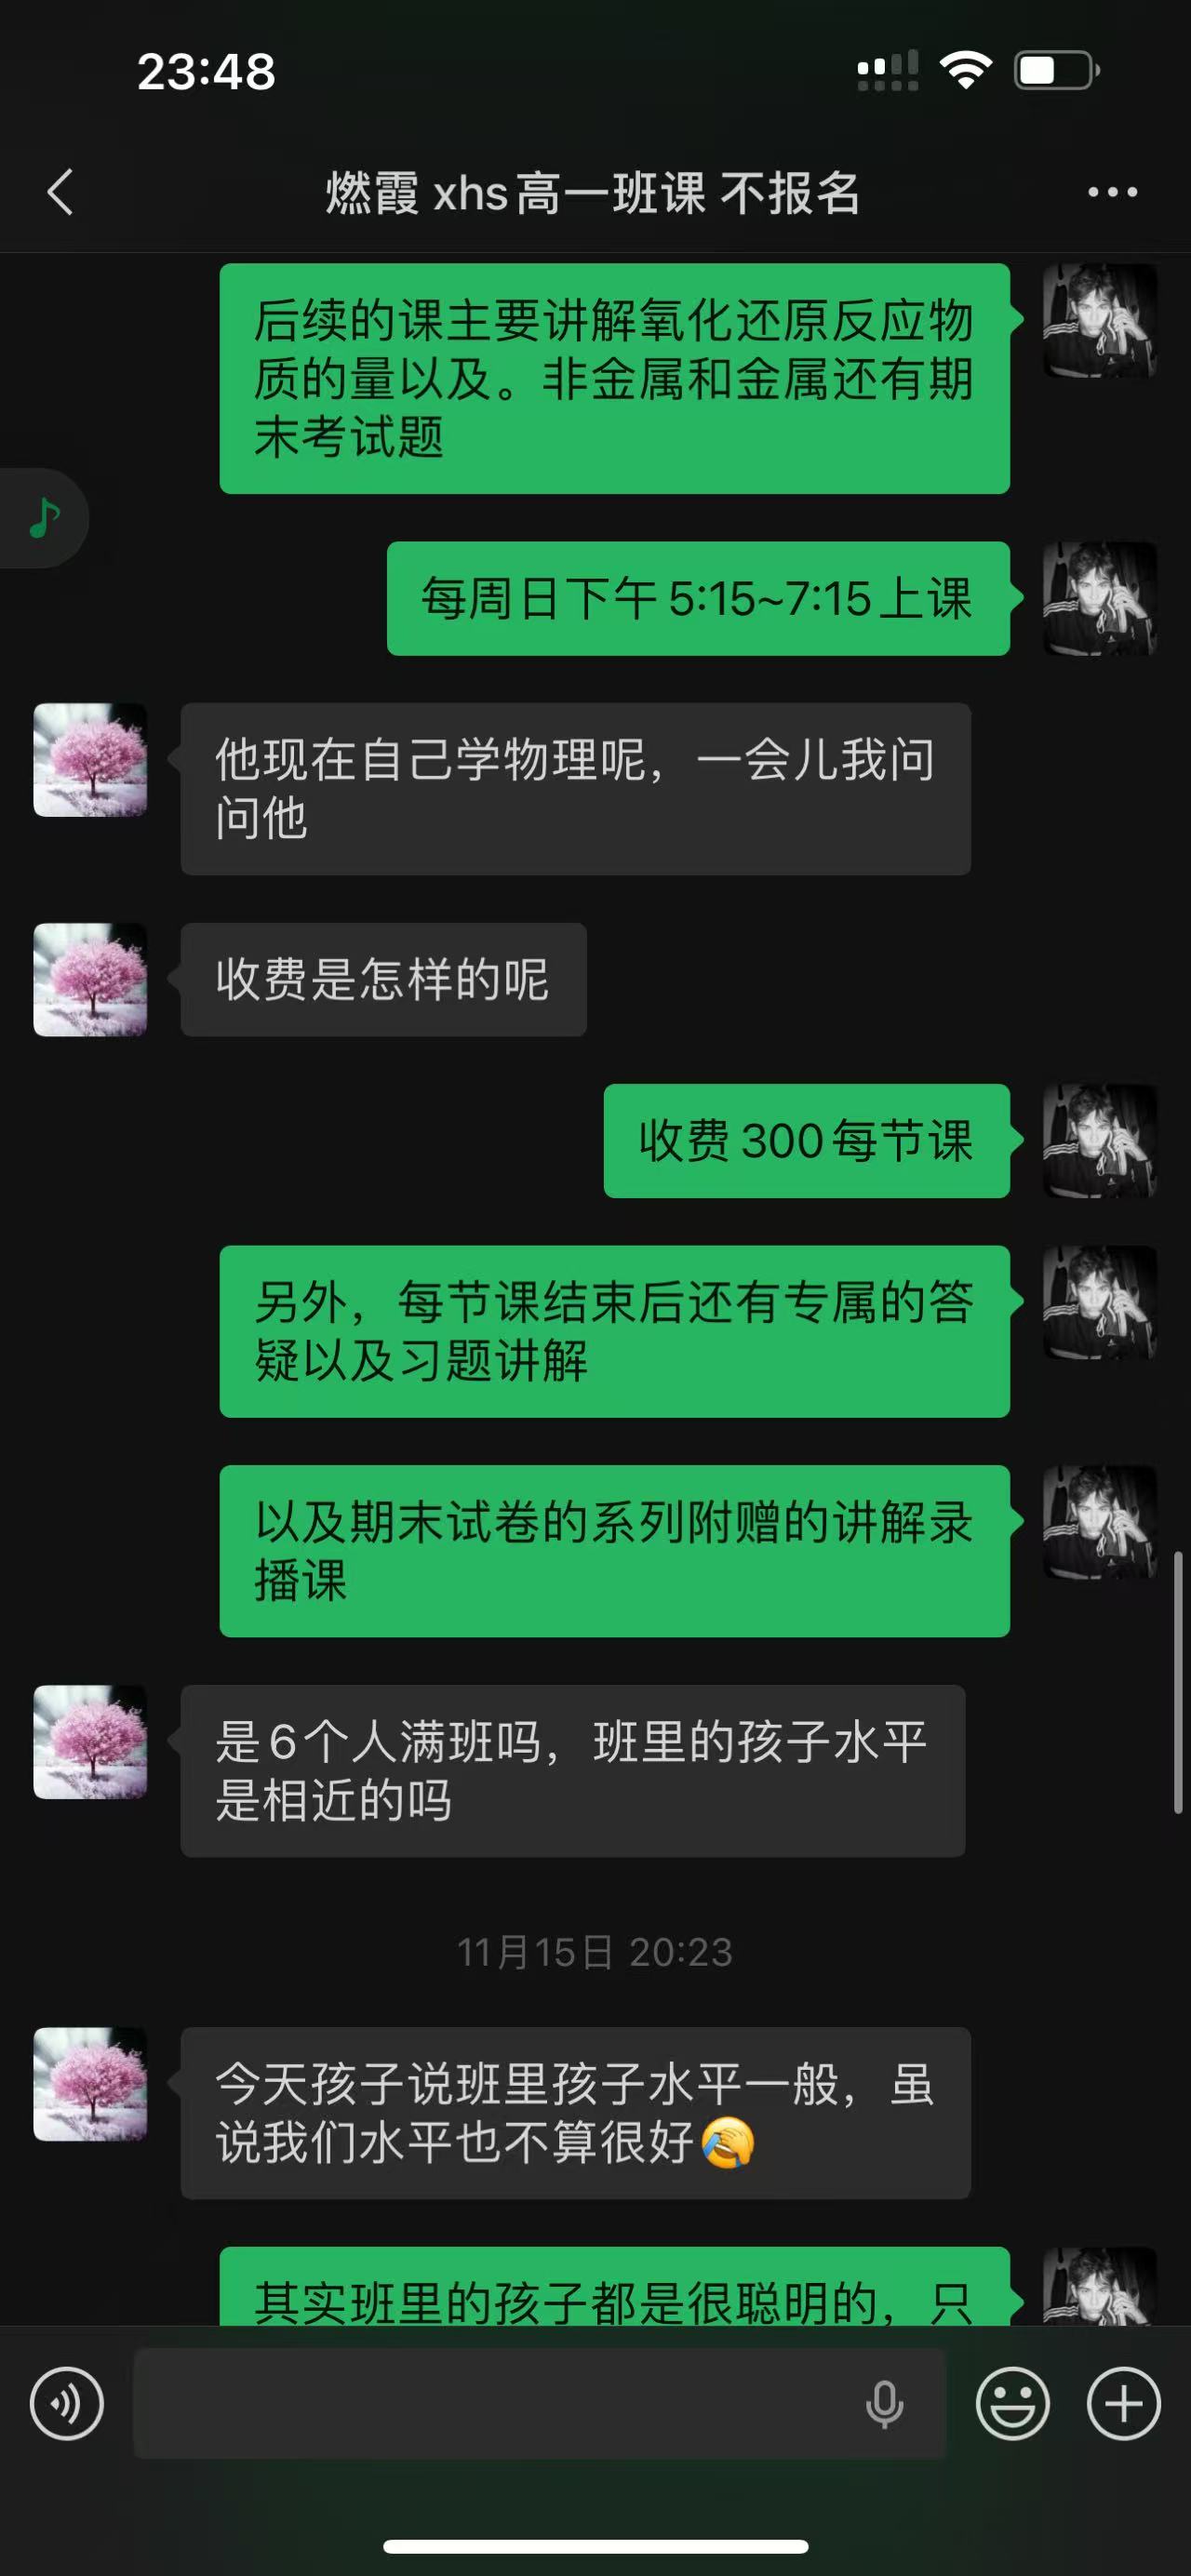 23:48
燃霞 xhs高一班课 不报名
后续的课主要讲解氧化还原反应物
质的量以及。非金属和金属还有期
末考试题
每周日下午5:15~7:15上课
他现在自己学物理呢，一会儿我问
问他
收费是怎样的呢
收费300每节课
另外，每节课结束后还有专属的答
疑以及习题讲解
以及期末试卷的系列附赠的讲解录
播课
是6个人满班吗，班里的孩子水平
是相近的吗
11月15日 20:23
今天孩子说班里孩子水平一般，虽
说我们水平也不算很好🤦
其实班里的孩子都是很聪明的，只